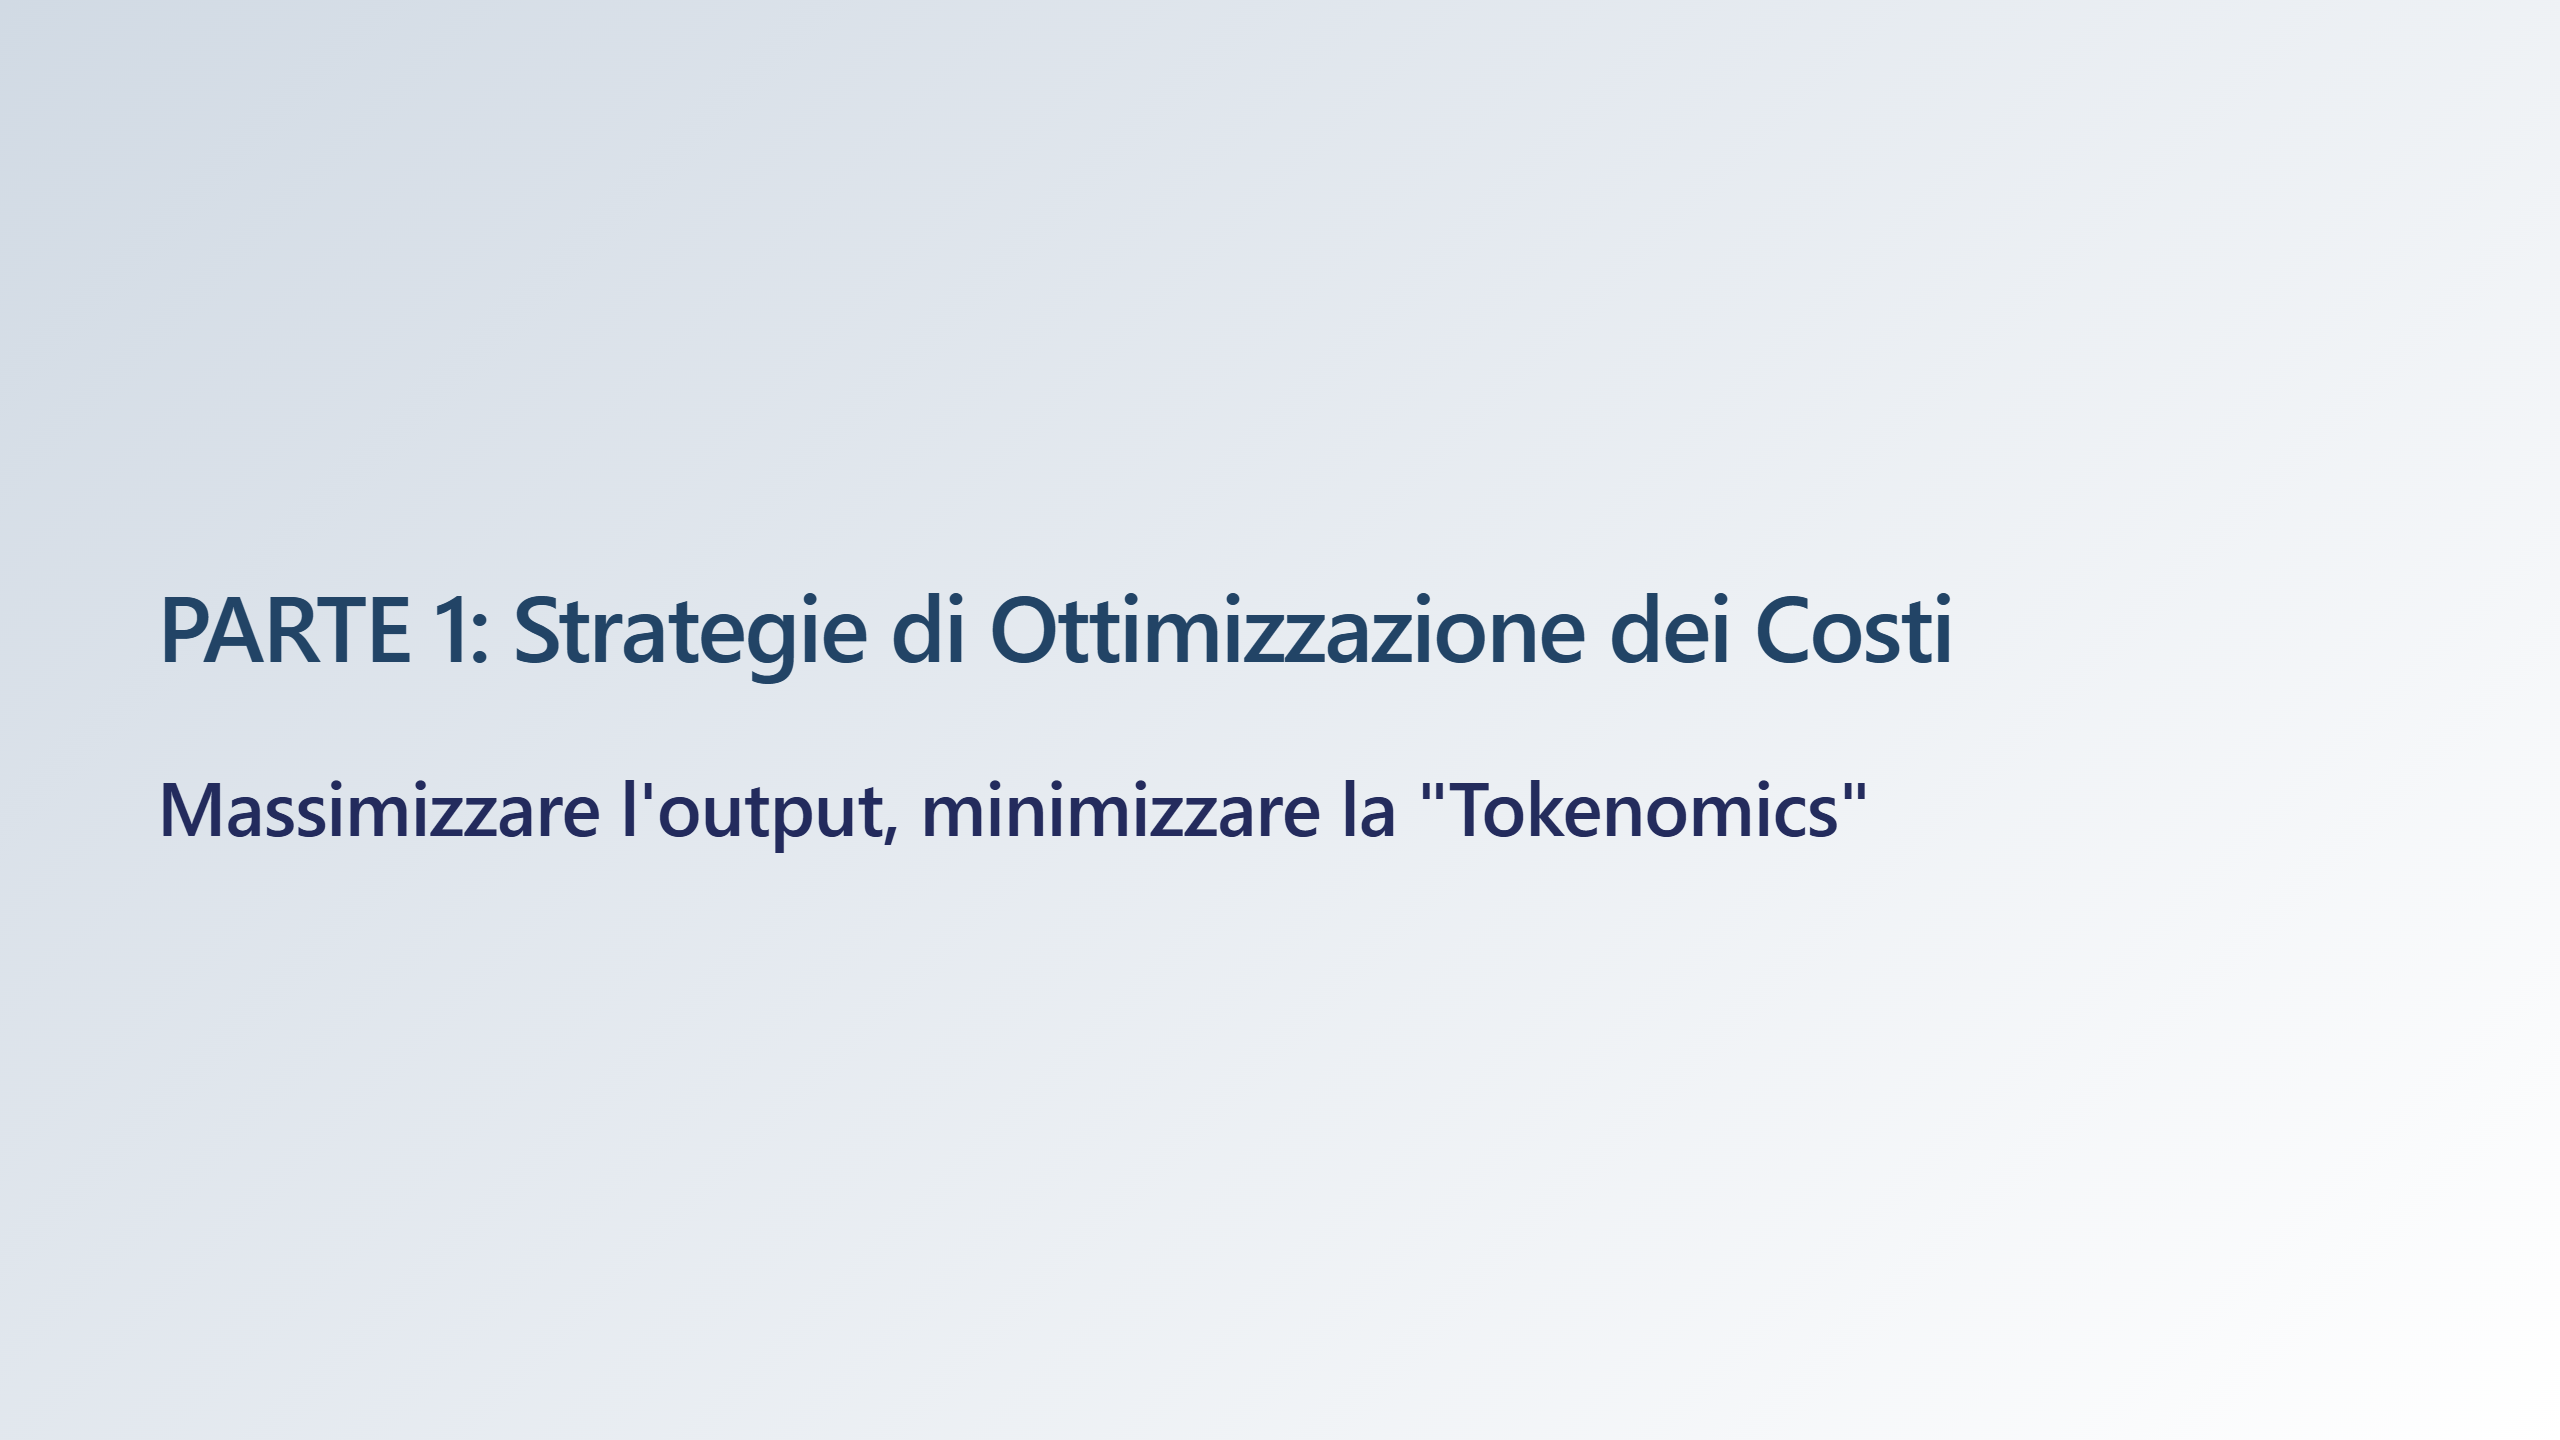 PARTE 1: Strategie di Ottimizzazione dei Costi
Massimizzare l'output, minimizzare la "Tokenomics"